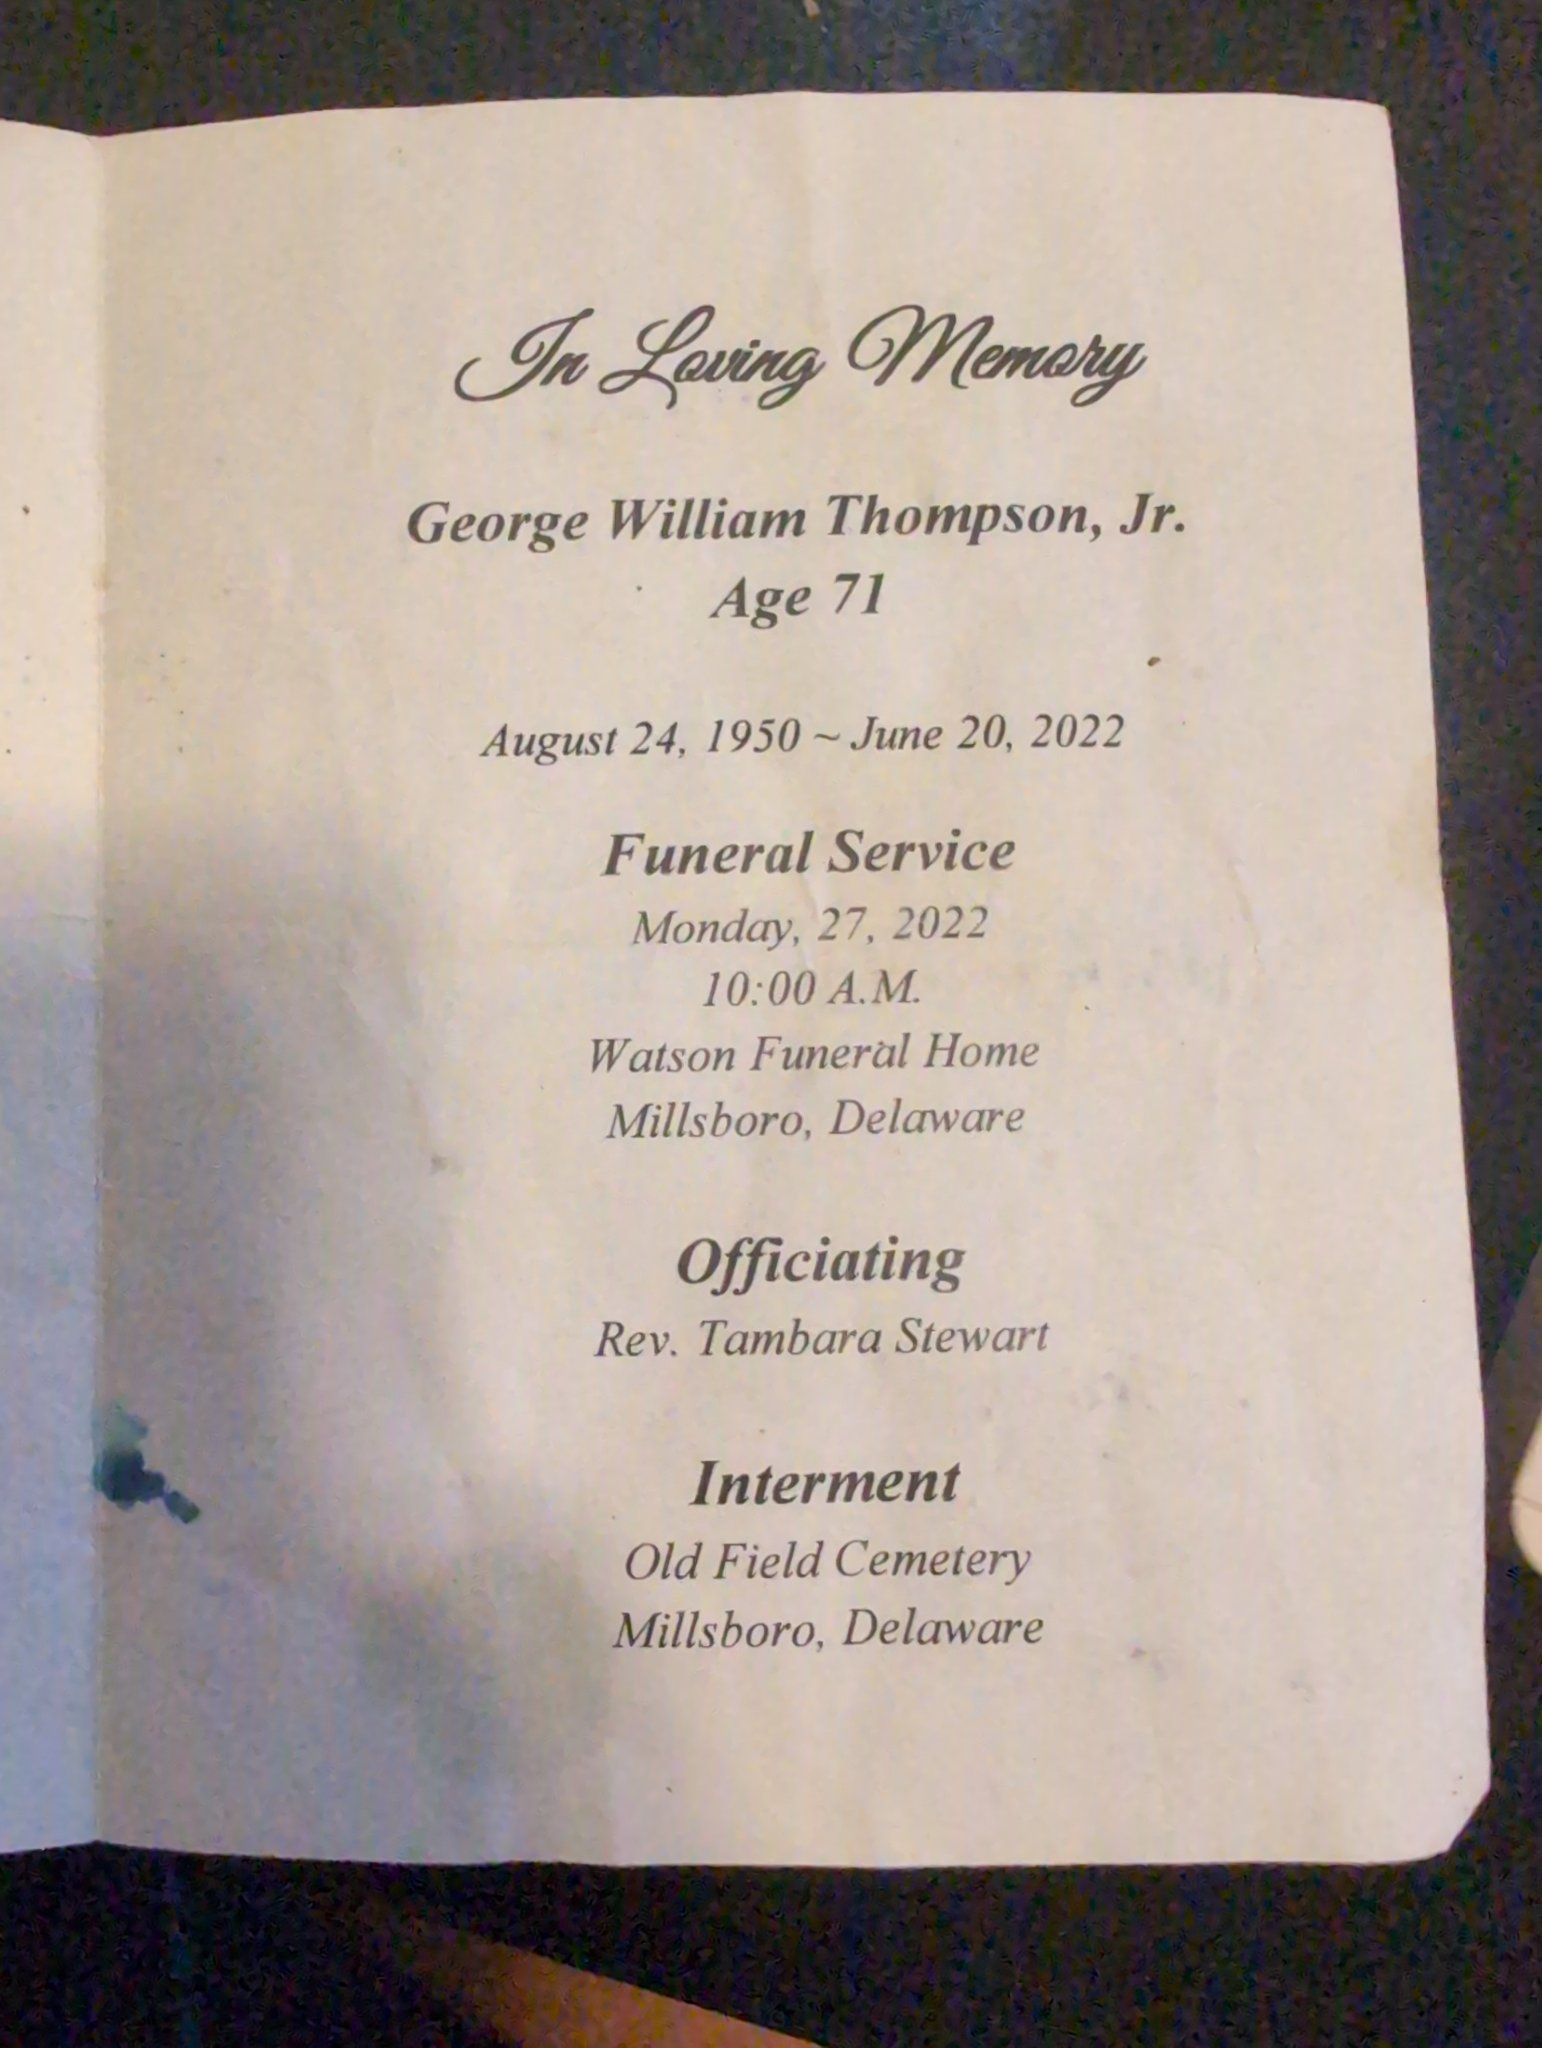 In Loving Memory
George William Thompson, Jr.
Age 71
August 24, 1950 ~ June 20, 2022
Funeral Service
Monday, 27, 2022
10:00 A.M.
Watson Funeral Home
Millsboro, Delaware
Officiating
Rev. Tambara Stewart
Interment
Old Field Cemetery
Millsboro, Delaware